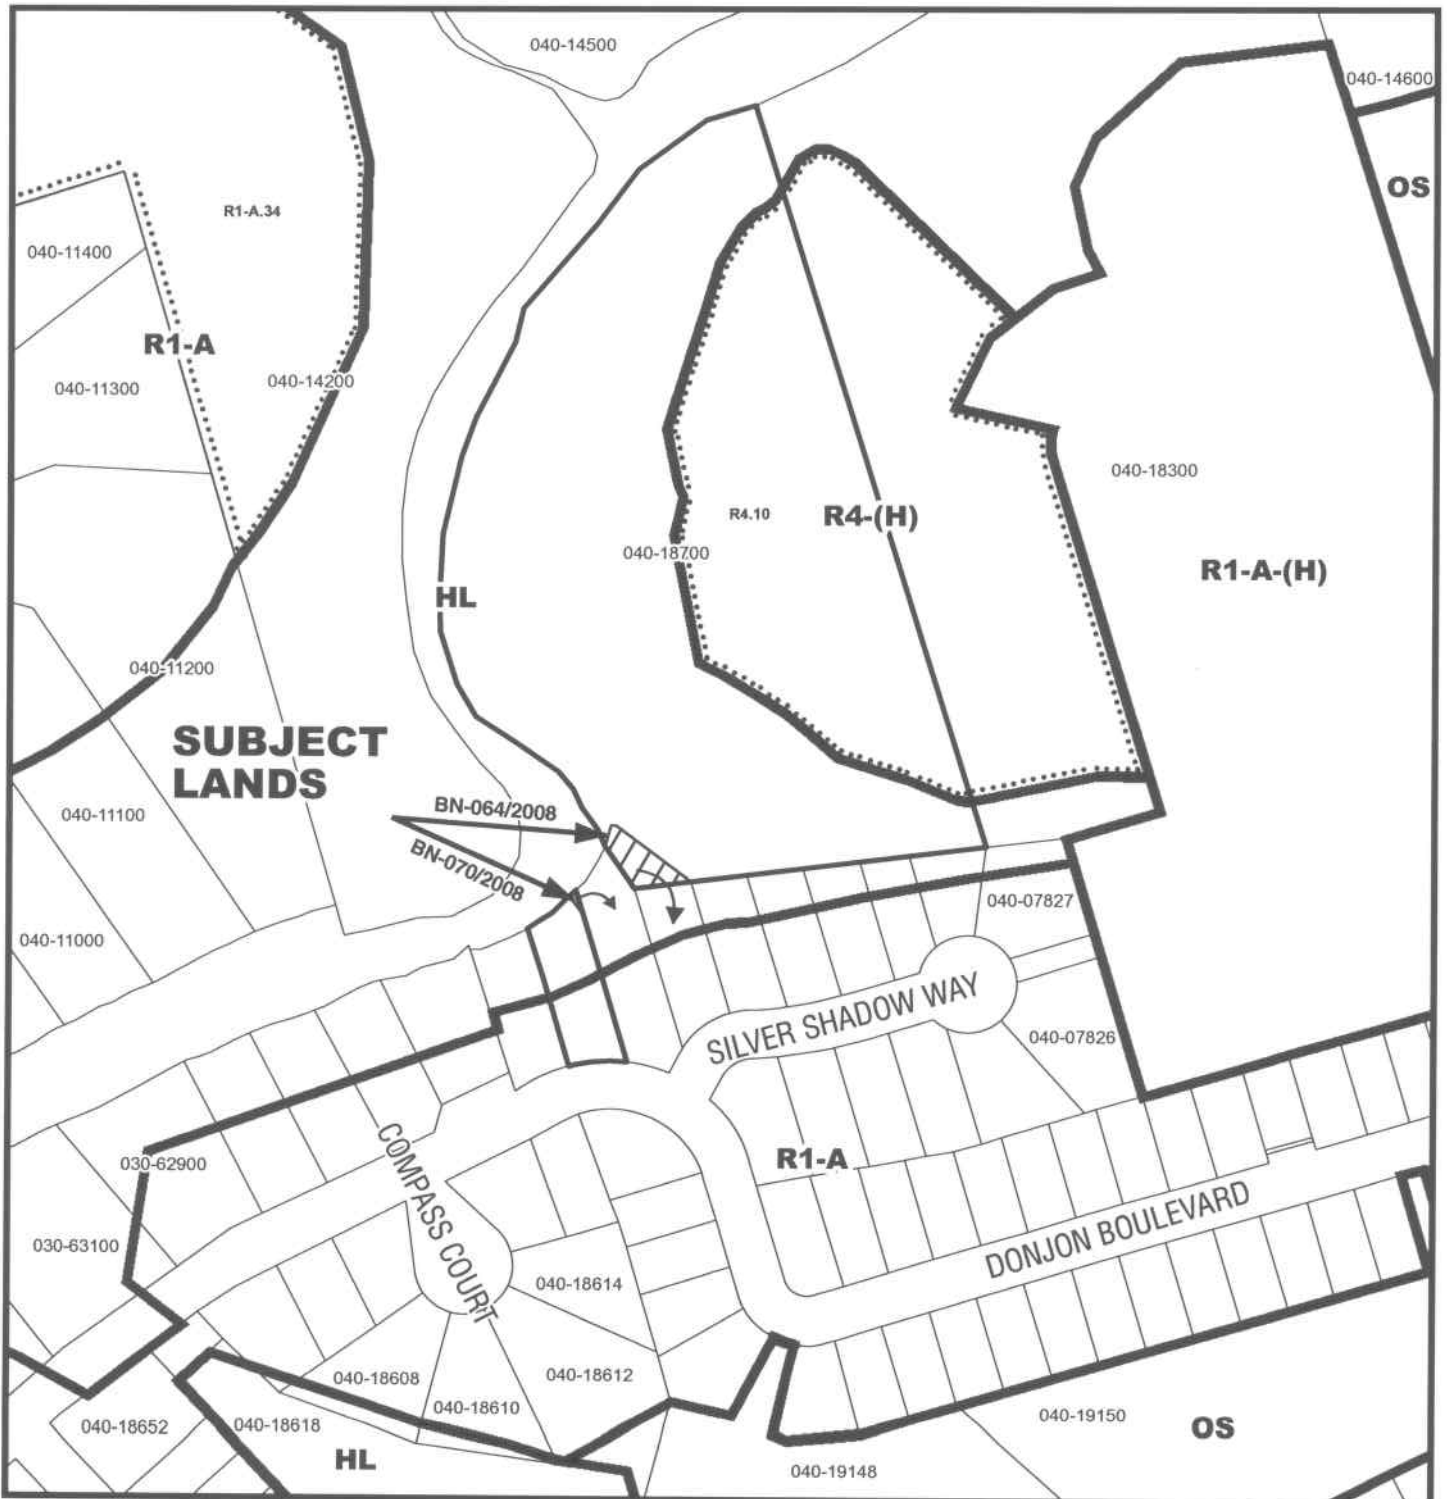 040-14500
040-14600
OS
R1-A.34
040-11400
R1-A
040-14200
040-11300
040-18300
R4.10
R4-(H)
040-18700
R1-A-(H)
HL
040-11200
SUBJECT
LANDS
BN-064/2008
040-11100
BN-070/2008
040-07827
040-11000
SILVER SHADOW WAY
040-07826
COMPASS COURT
R1-A
030-62900
DONJON BOULEVARD
030-63100
040-18614
040-18608
040-18612
040-18610
040-19150
040-18652
040-18618
OS
HL
040-19148